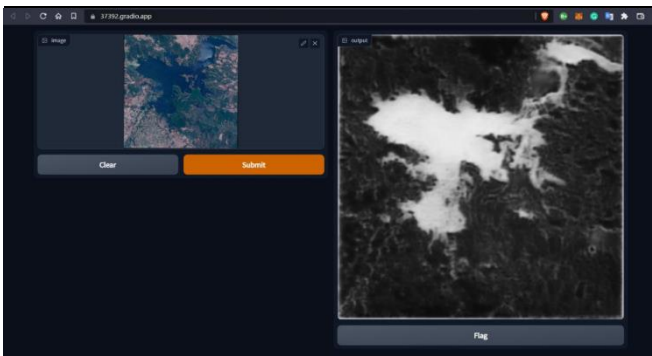 37392.gradio.app
image
output
Clear
Submit
Flag